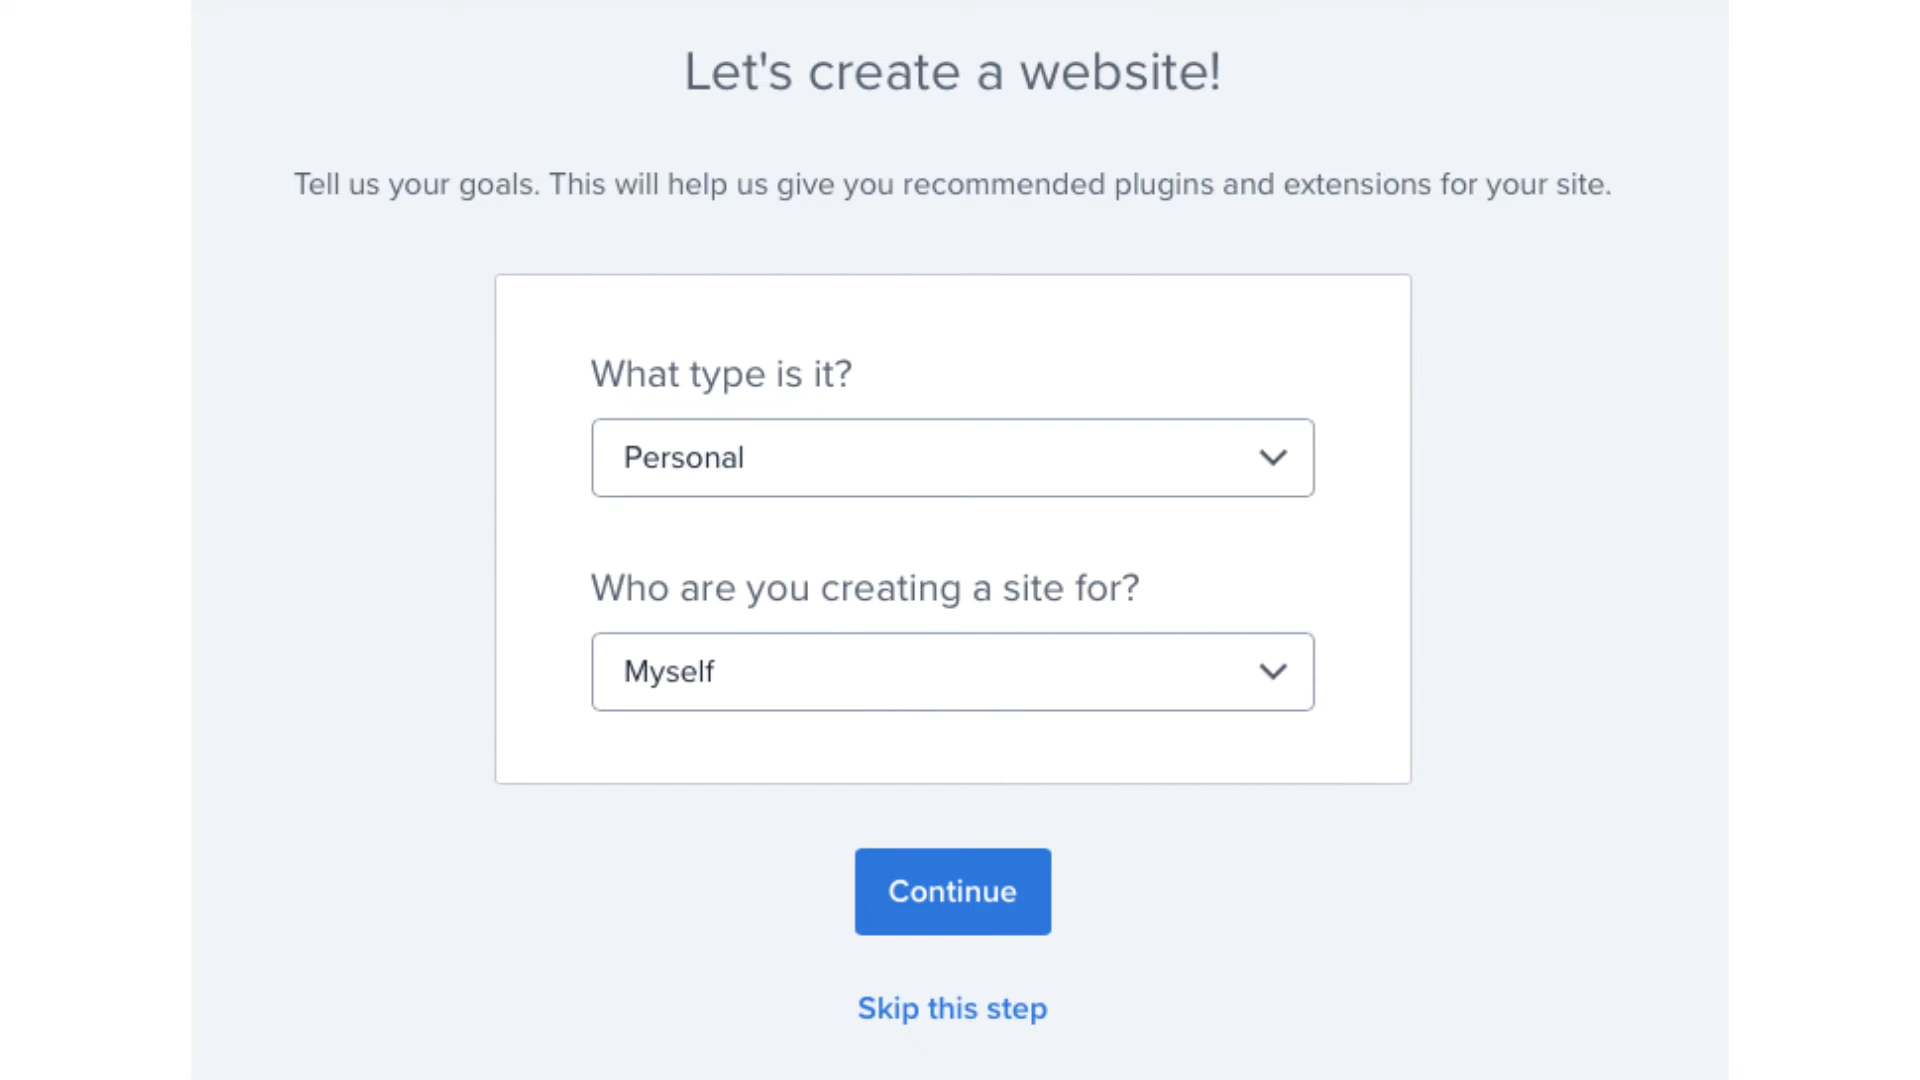 Let's create a website!
Tell us your goals. This will help us give you recommended plugins and extensions for your site.
What type is it?
Personal
Who are you creating a site for?
Myself
Continue
Skip this step